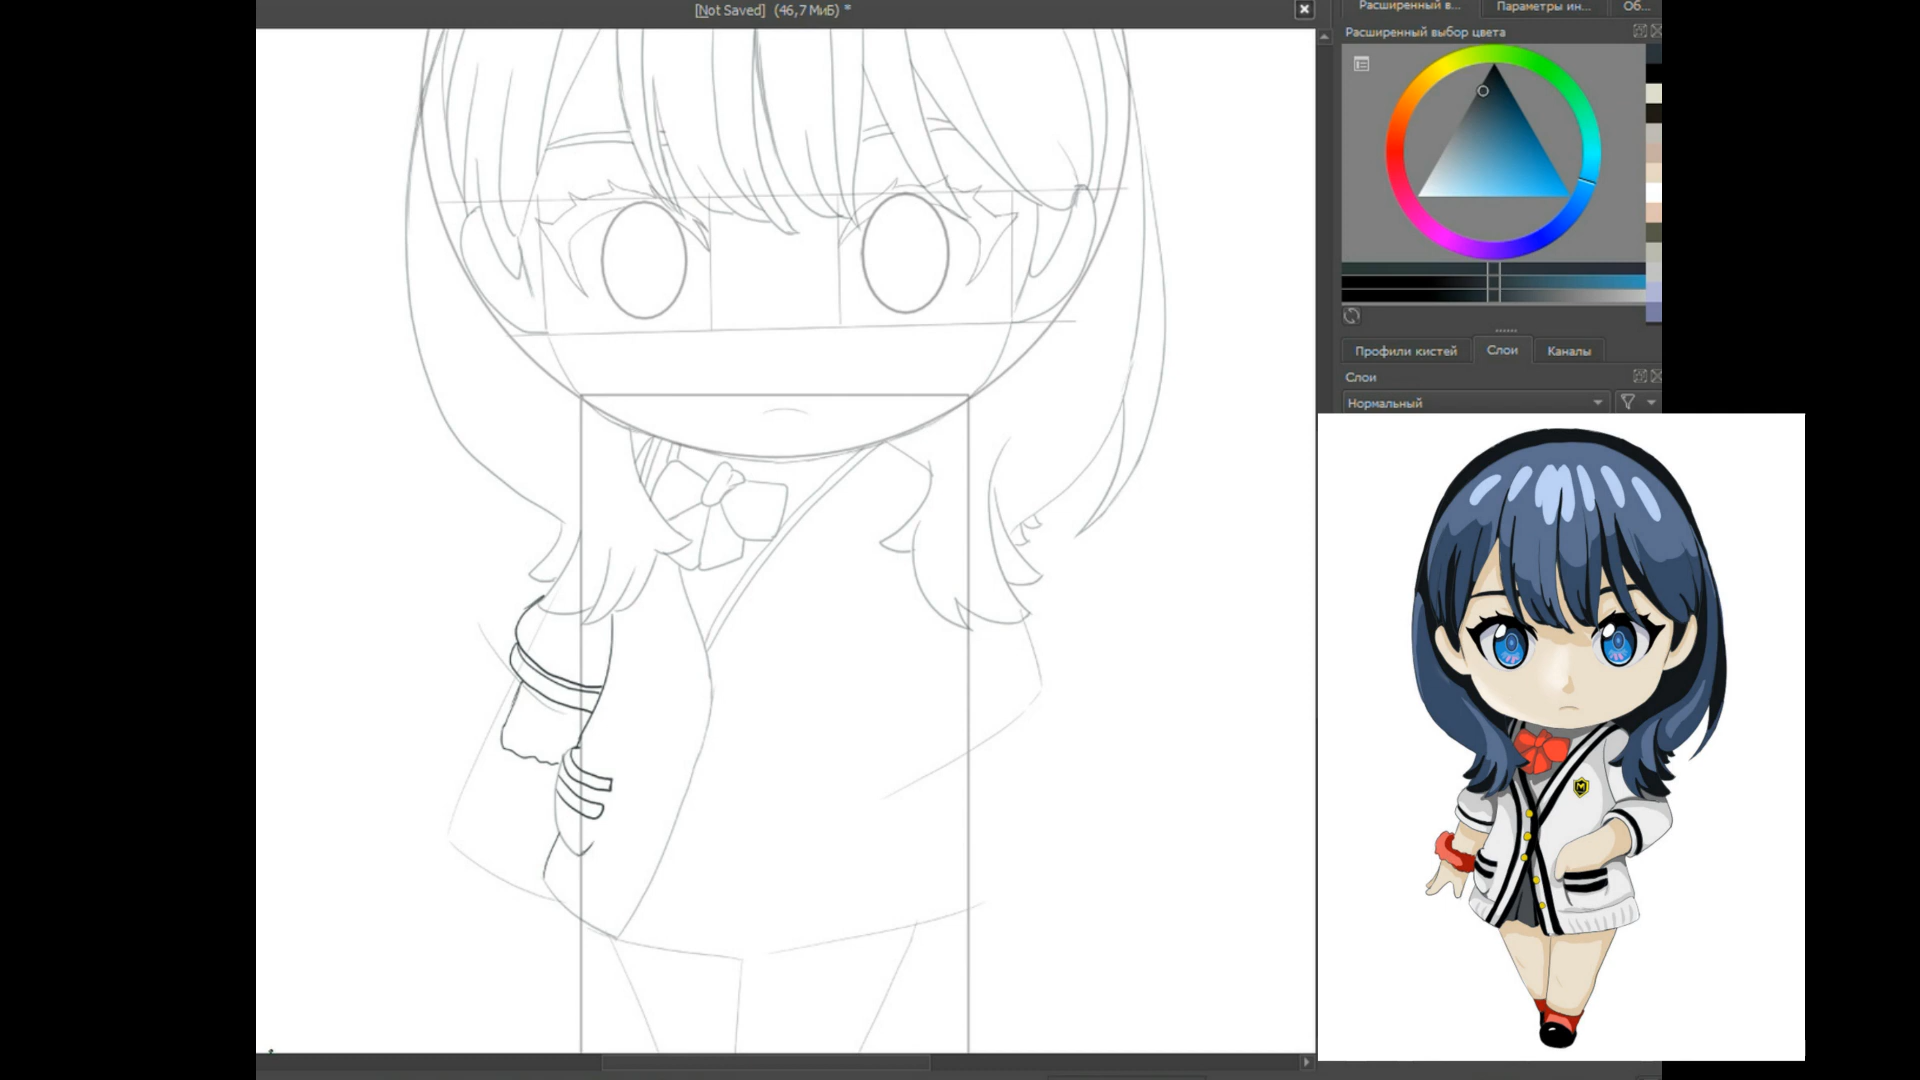 [Not Saved] (46,7 МиБ) *
Расширенный в... Параметры ин... Об...
Расширенный выбор цвета
Профили кистей Слои Каналы
Слои
Нормальный
M